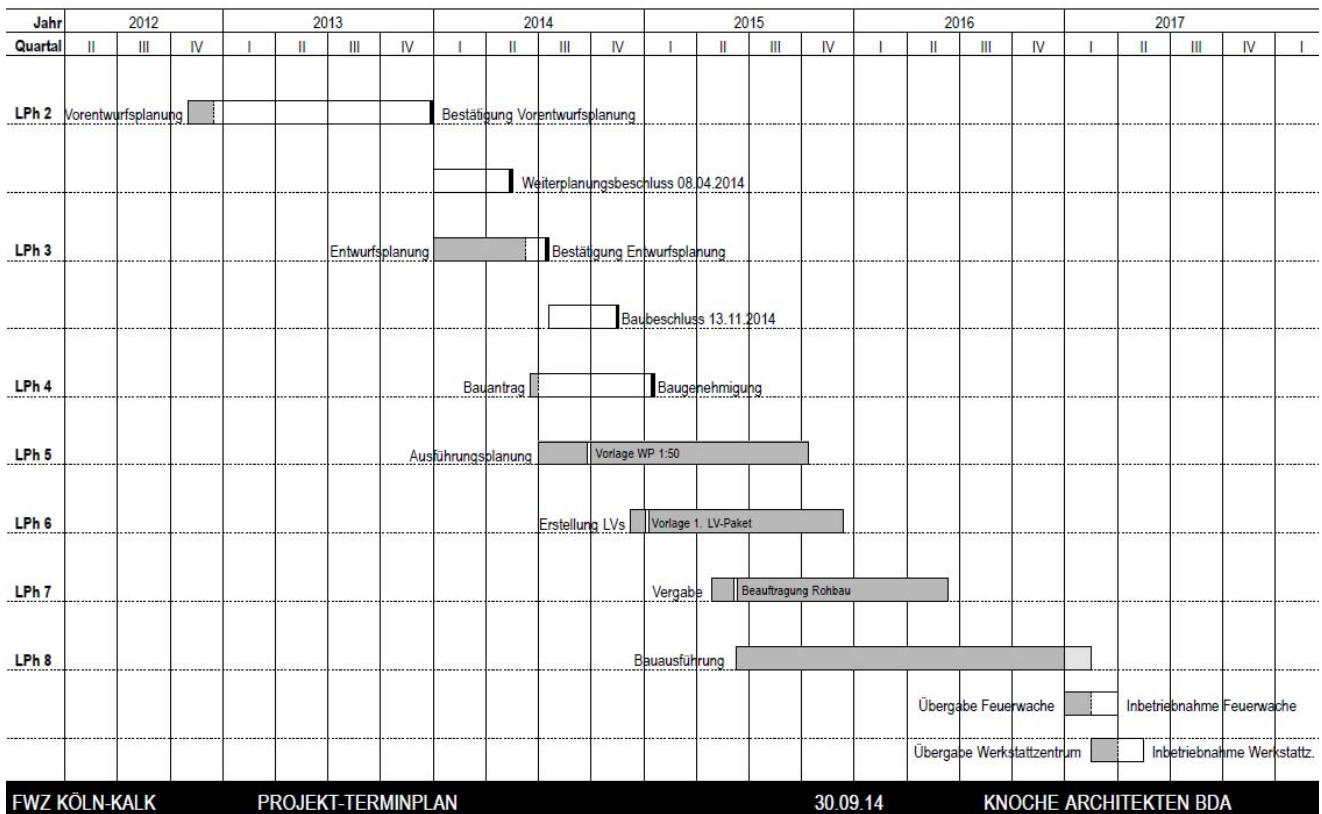 Jahr 2012 2013 2014 2015 2016 2017
Quartal II III IV I II III IV I II III IV I II III IV I II III IV I II III IV I
LPh 2 Vorentwurfsplanung Bestätigung Vorentwurfsplanung
Weiterplanungsbeschluss 08.04.2014
LPh 3 Entwurfsplanung Bestätigung Entwurfsplanung
Baubeschluss 13.11.2014
LPh 4 Bauantrag Baugenehmigung
LPh 5 Ausführungsplanung Vorlage WP 1:50
LPh 6 Erstellung LVs Vorlage 1. LV-Paket
LPh 7 Vergabe Beauftragung Rohbau
LPh 8 Bauausführung
Übergabe Feuerwache Inbetriebnahme Feuerwache
Übergabe Werkstattzentrum Inbetriebnahme Werkstattz.
FWZ KÖLN-KALK PROJEKT-TERMINPLAN 30.09.14 KNOCHE ARCHITEKTEN BDA